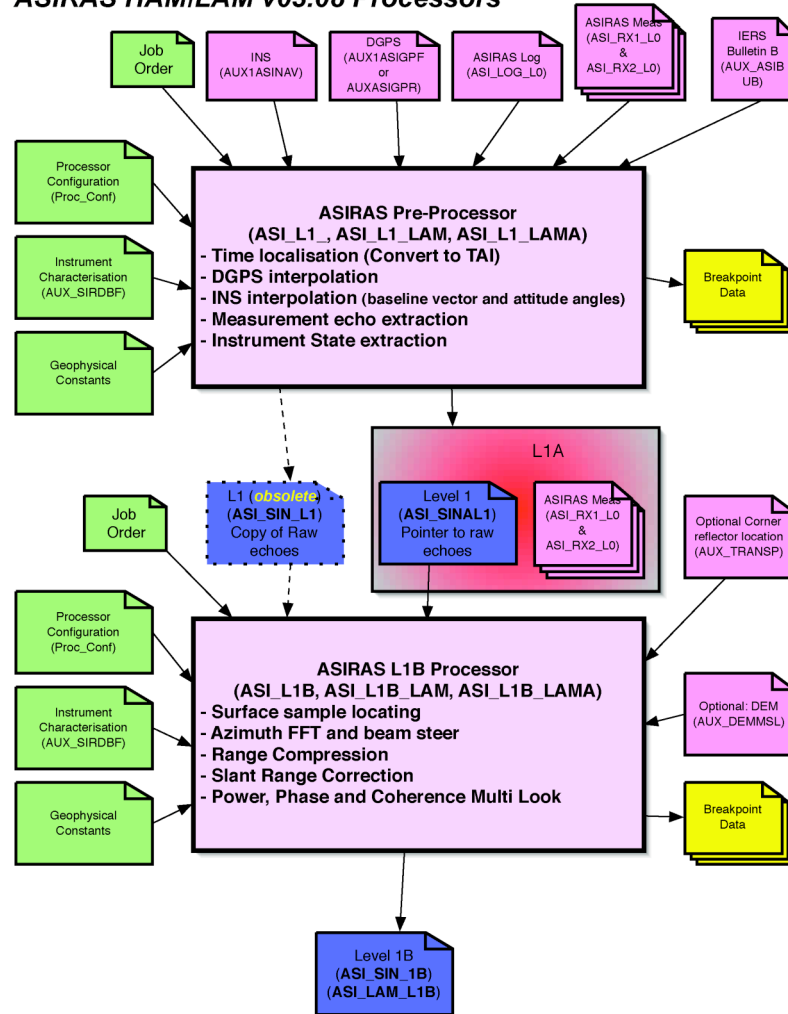 ASIRAS HAM/LAM v03.08 Processors
Job
Order
INS
(AUX1ASINAV)
DGPS
(AUX1ASIGPF
or
AUXASIGPR)
ASIRAS Log
(ASI_LOG_L0)
ASIRAS Meas
(ASI_RX1_L0
&
ASI_RX2_L0)
IERS
Bulletin B
(AUX_ASIB
UB)
Processor
Configuration
(Proc_Conf)
Instrument
Characterisation
(AUX_SIRDBF)
Geophysical
Constants
ASIRAS Pre-Processor
(ASI_L1_, ASI_L1_LAM, ASI_L1_LAMA)
- Time localisation (Convert to TAI)
- DGPS interpolation
- INS interpolation (baseline vector and attitude angles)
- Measurement echo extraction
- Instrument State extraction
Breakpoint
Data
L1A
L1 (obsolete)
(ASI_SIN_L1)
Copy of Raw
echoes
Level 1
(ASI_SINAL1)
Pointer to raw
echoes
ASIRAS Meas
(ASI_RX1_L0
&
ASI_RX2_L0)
Job
Order
Optional Corner
reflector location
(AUX_TRANSP)
Processor
Configuration
(Proc_Conf)
Instrument
Characterisation
(AUX_SIRDBF)
Geophysical
Constants
ASIRAS L1B Processor
(ASI_L1B, ASI_L1B_LAM, ASI_L1B_LAMA)
- Surface sample locating
- Azimuth FFT and beam steer
- Range Compression
- Slant Range Correction
- Power, Phase and Coherence Multi Look
Optional: DEM
(AUX_DEMMSL)
Breakpoint
Data
Level 1B
(ASI_SIN_1B)
(ASI_LAM_L1B)